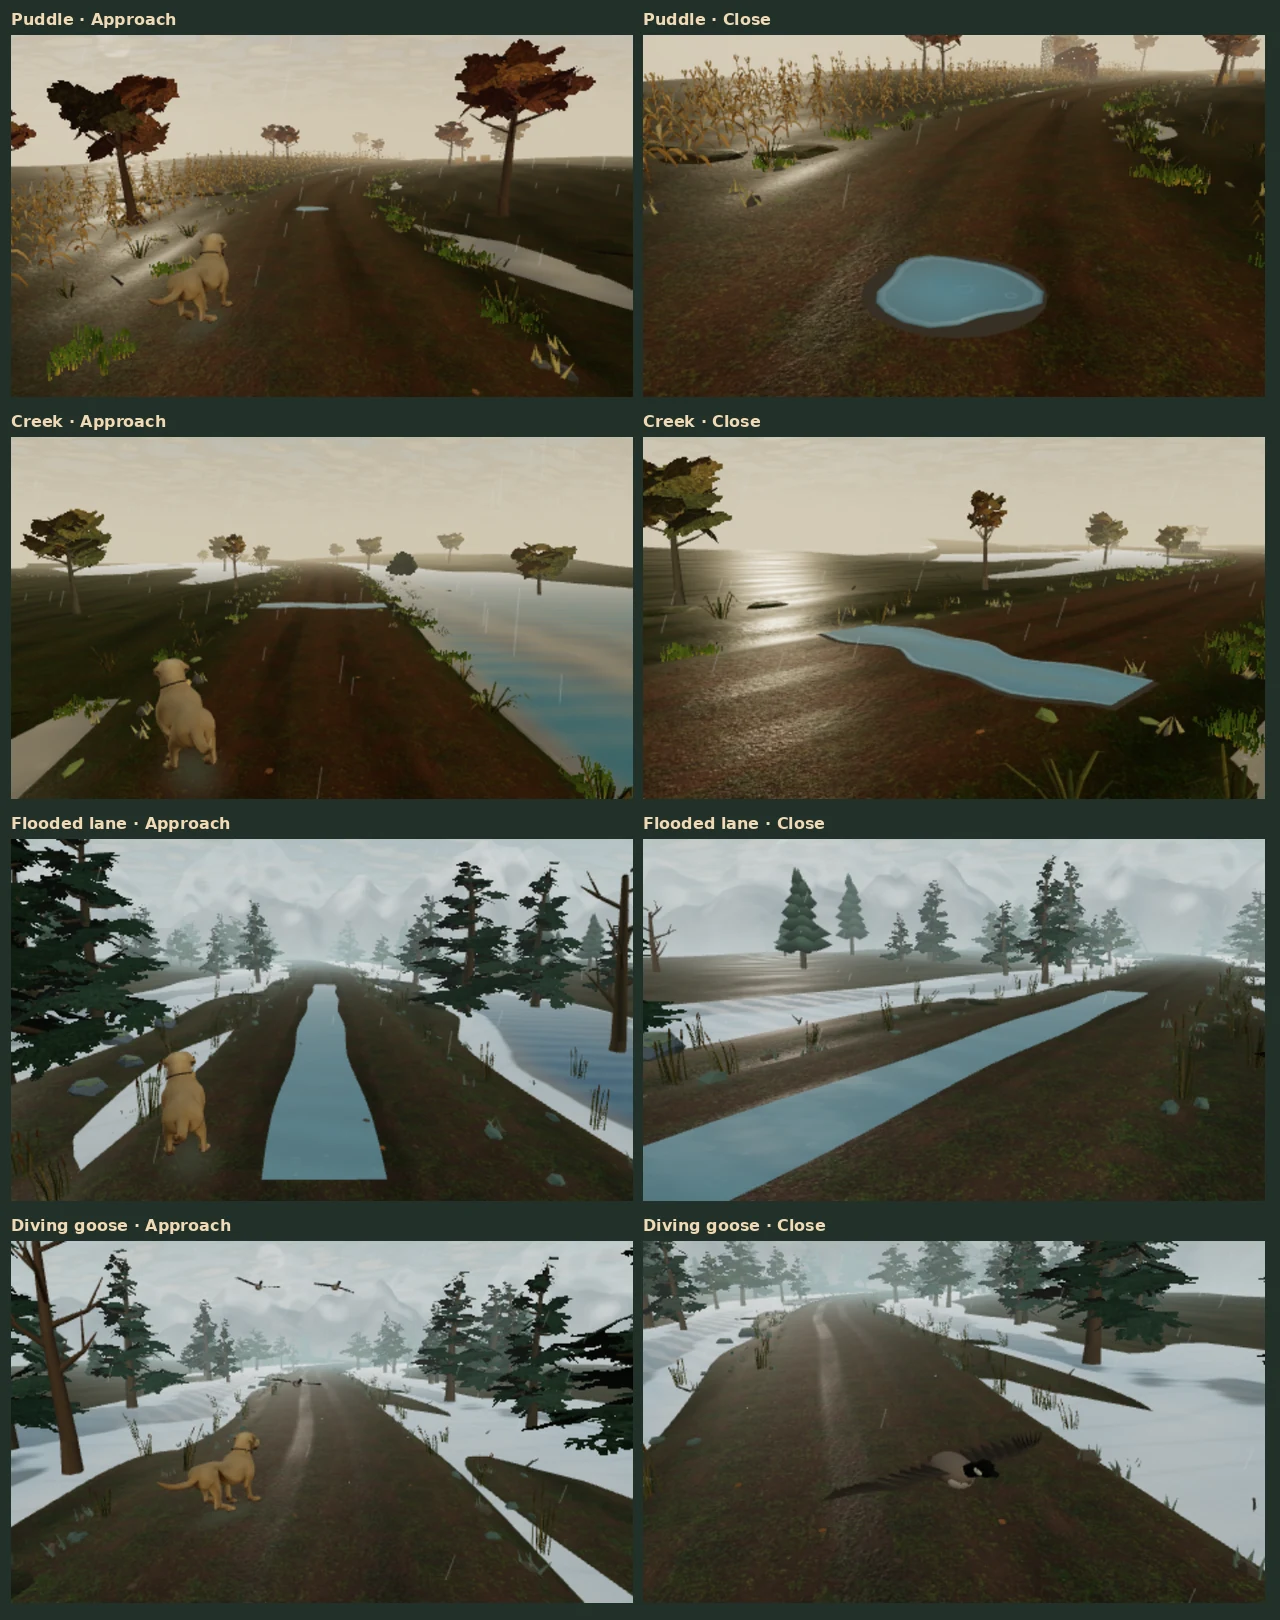 Puddle · Approach
Puddle · Close
Creek · Approach
Creek · Close
Flooded lane · Approach
Flooded lane · Close
Diving goose · Approach
Diving goose · Close